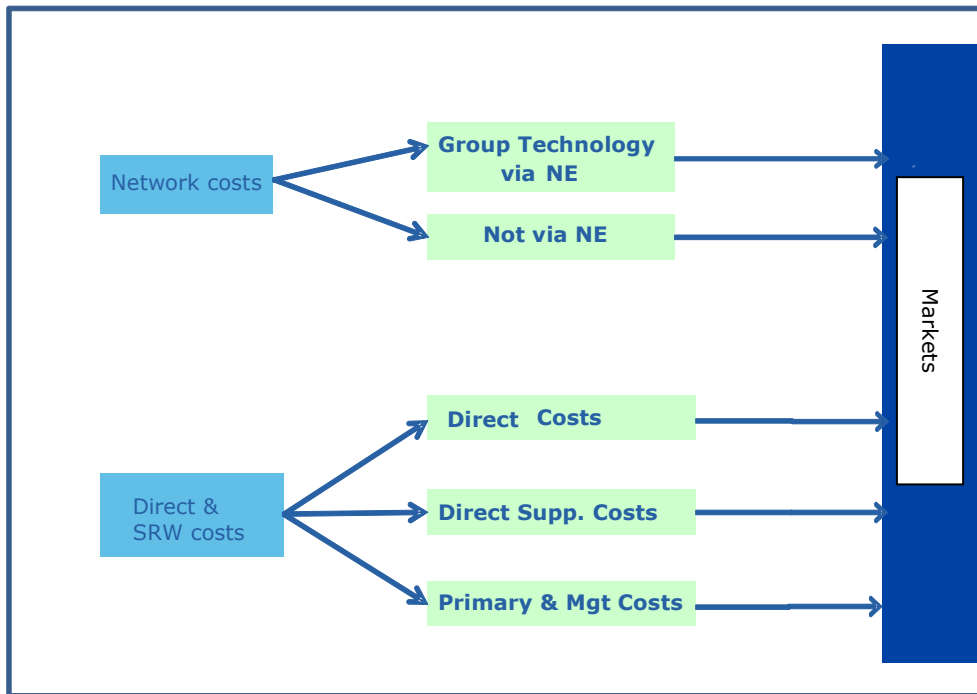 Group Technology
via NE
Network costs
Not via NE
Markets
Direct Costs
Direct &
SRW costs
Direct Supp. Costs
Primary & Mgt Costs